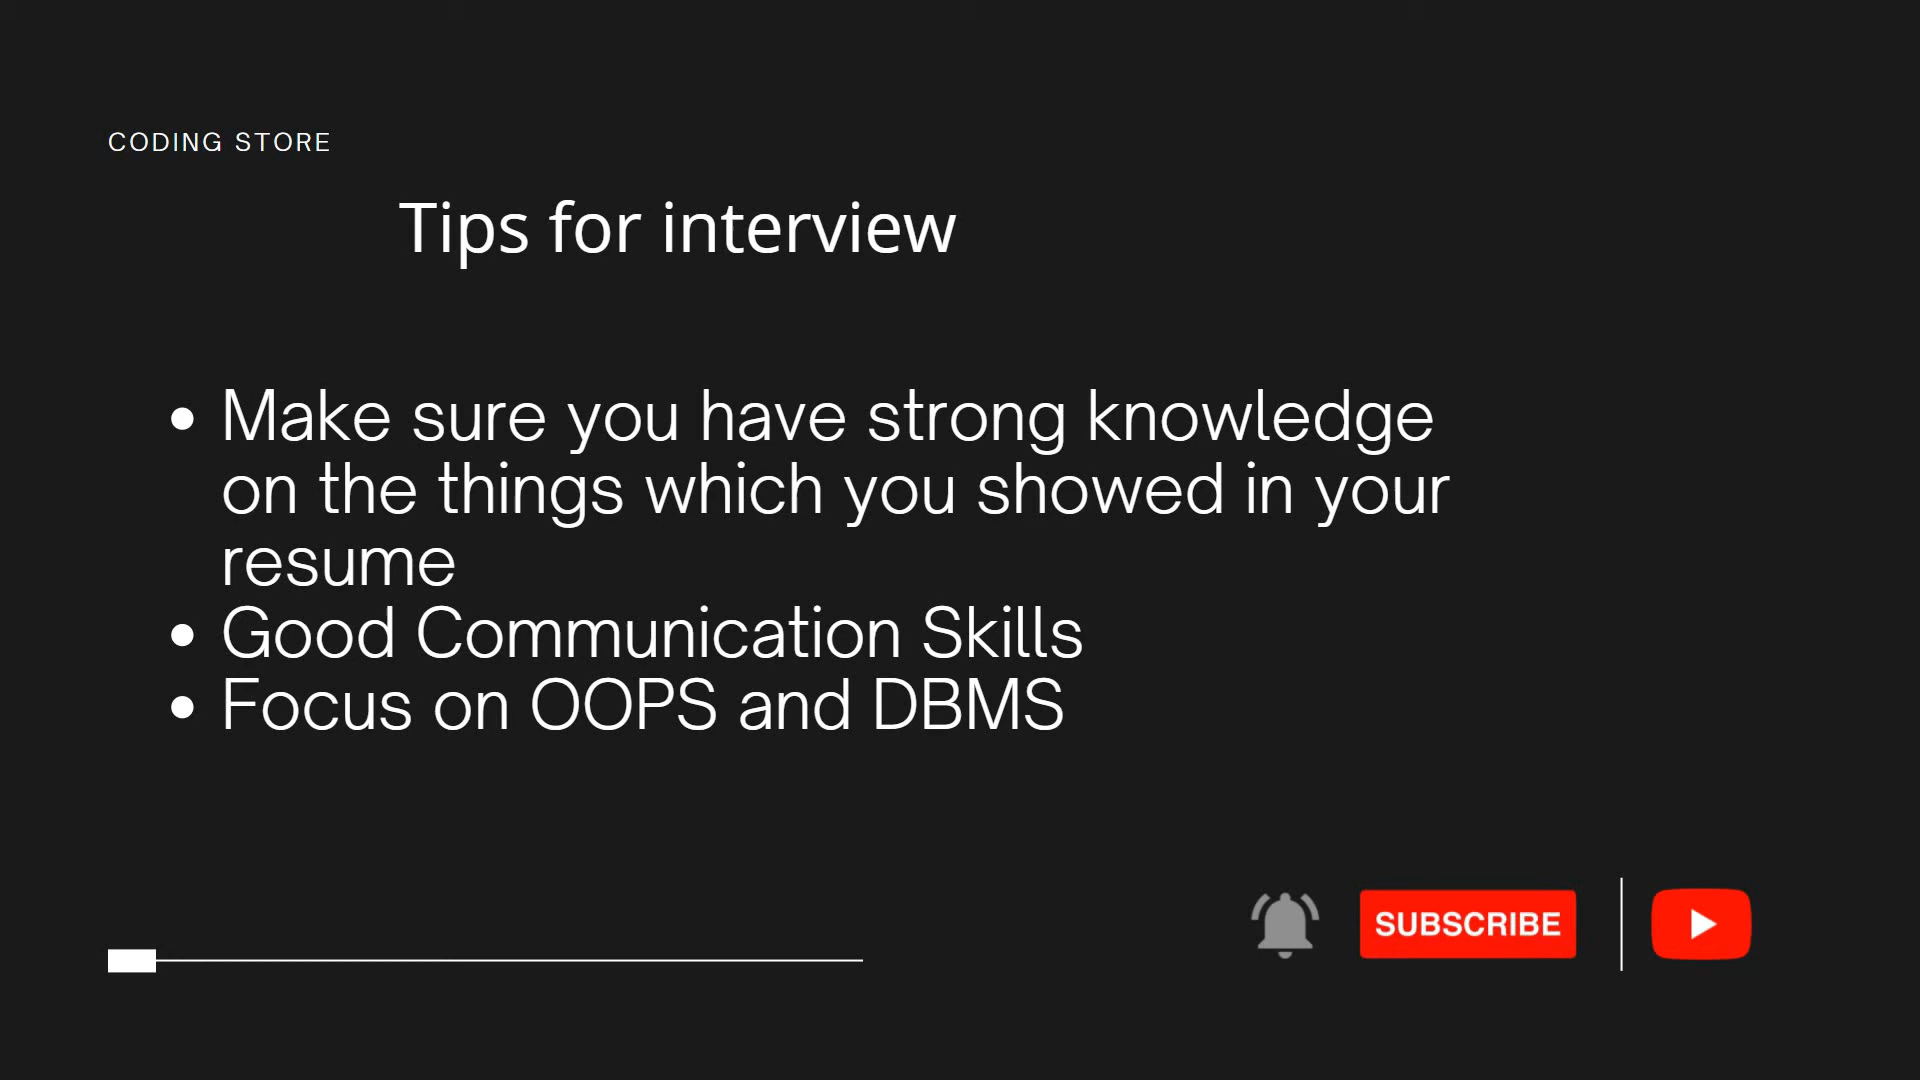 CODING STORE
Tips for interview
• Make sure you have strong knowledge
on the things which you showed in your
resume
• Good Communication Skills
• Focus on OOPS and DBMS
SUBSCRIBE